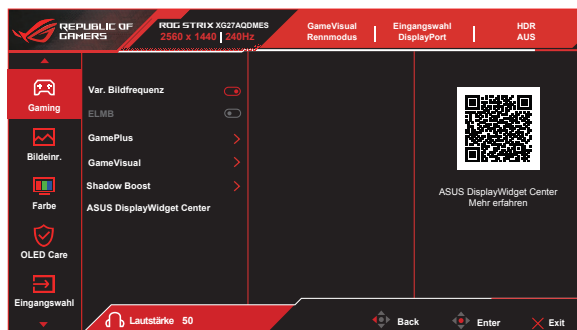 REPUBLIC OF
GAMERS
ROG STRIX XG27AQDMES
2560 x 1440 | 240Hz
GameVisual
Rennmodus
Eingangswahl
DisplayPort
HDR
AUS
Gaming
Bildeinr.
Farbe
OLED Care
Eingangswahl
Var. Bildfrequenz
ELMB
GamePlus
GameVisual
Shadow Boost
ASUS DisplayWidget Center
ASUS DisplayWidget Center
Mehr erfahren
Lautstärke 50
Back
Enter
Exit